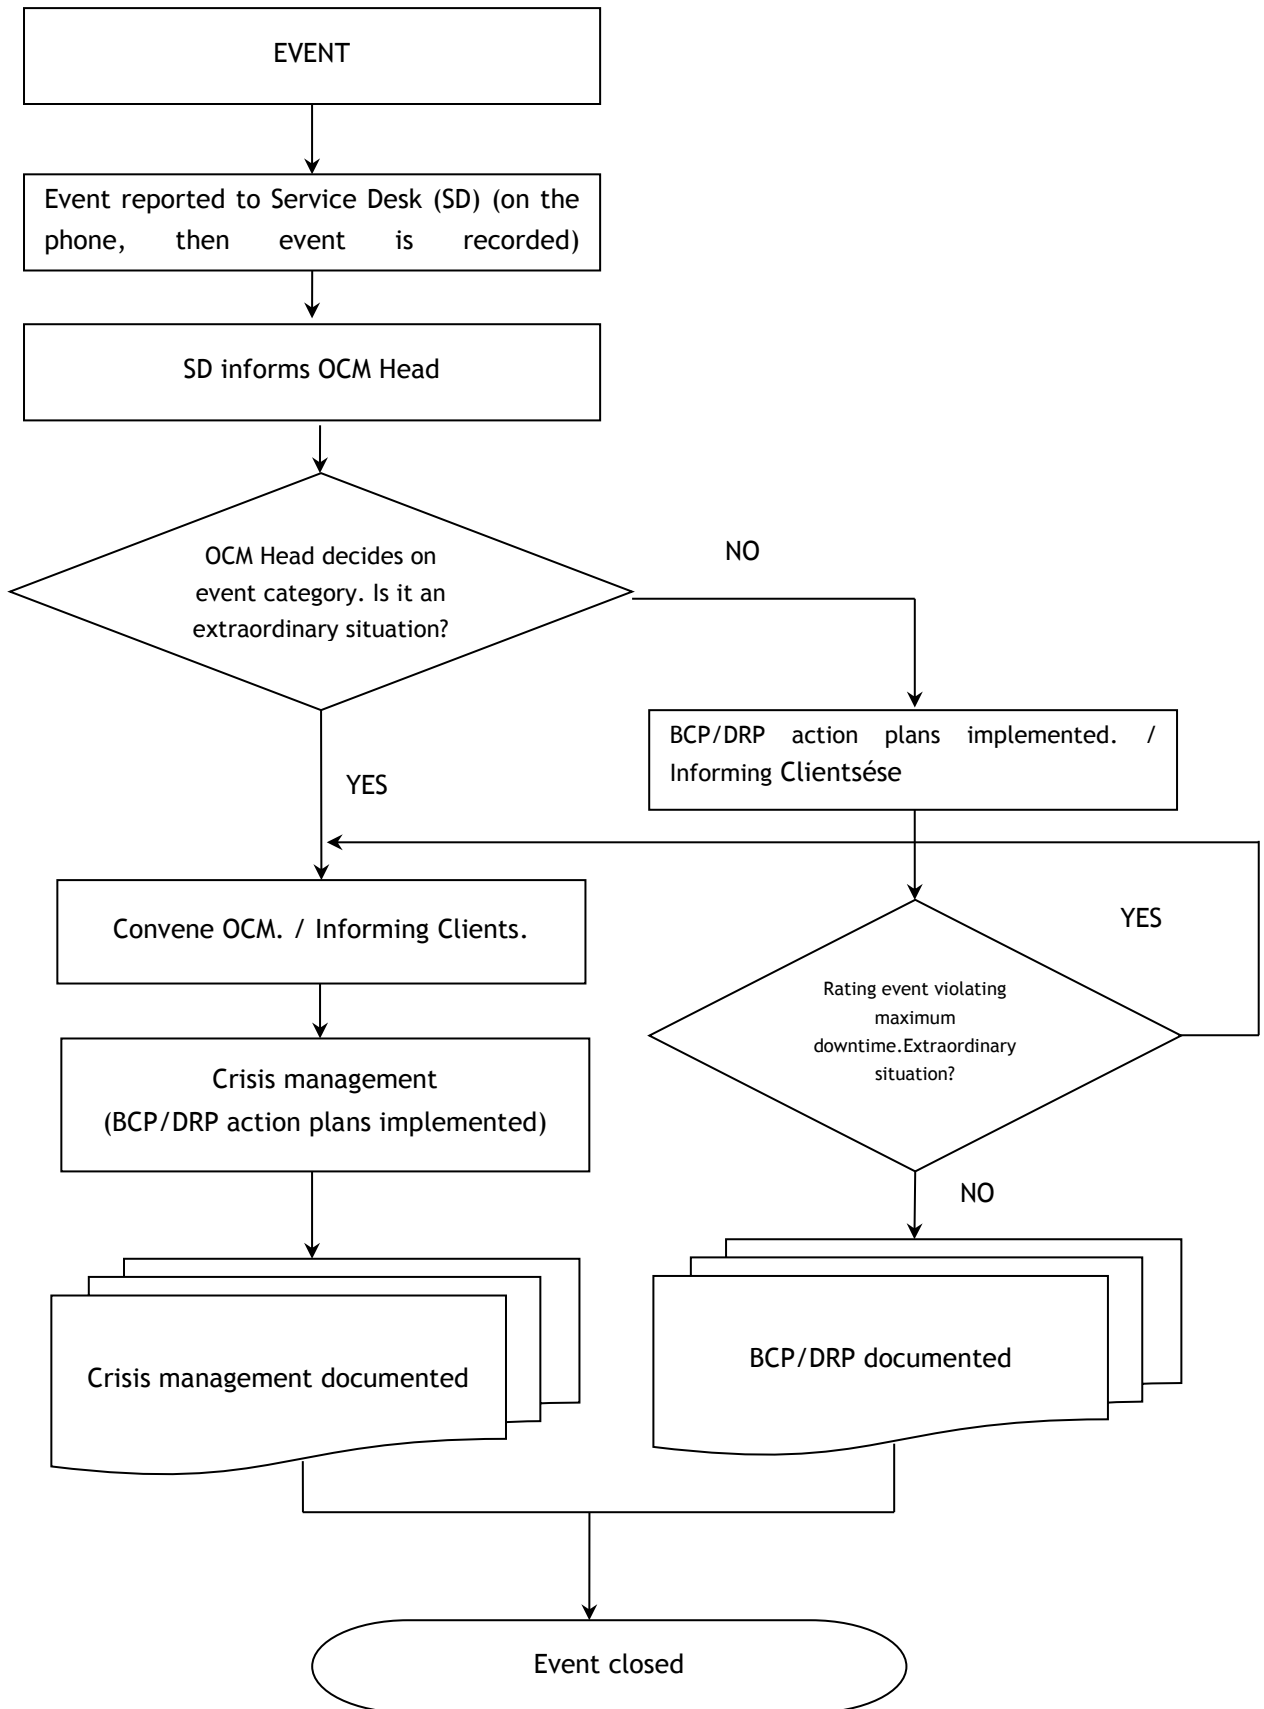 EVENT
Event reported to Service Desk (SD) (on the
phone, then event is recorded)
SD informs OCM Head
OCM Head decides on
event category. Is it an
extraordinary situation?
NO
BCP/DRP action plans implemented. /
Informing Clientsése
YES
Convene OCM. / Informing Clients.
YES
Rating event violating
maximum
downtime.Extraordinary
situation?
Crisis management
(BCP/DRP action plans implemented)
NO
Crisis management documented
BCP/DRP documented
Event closed